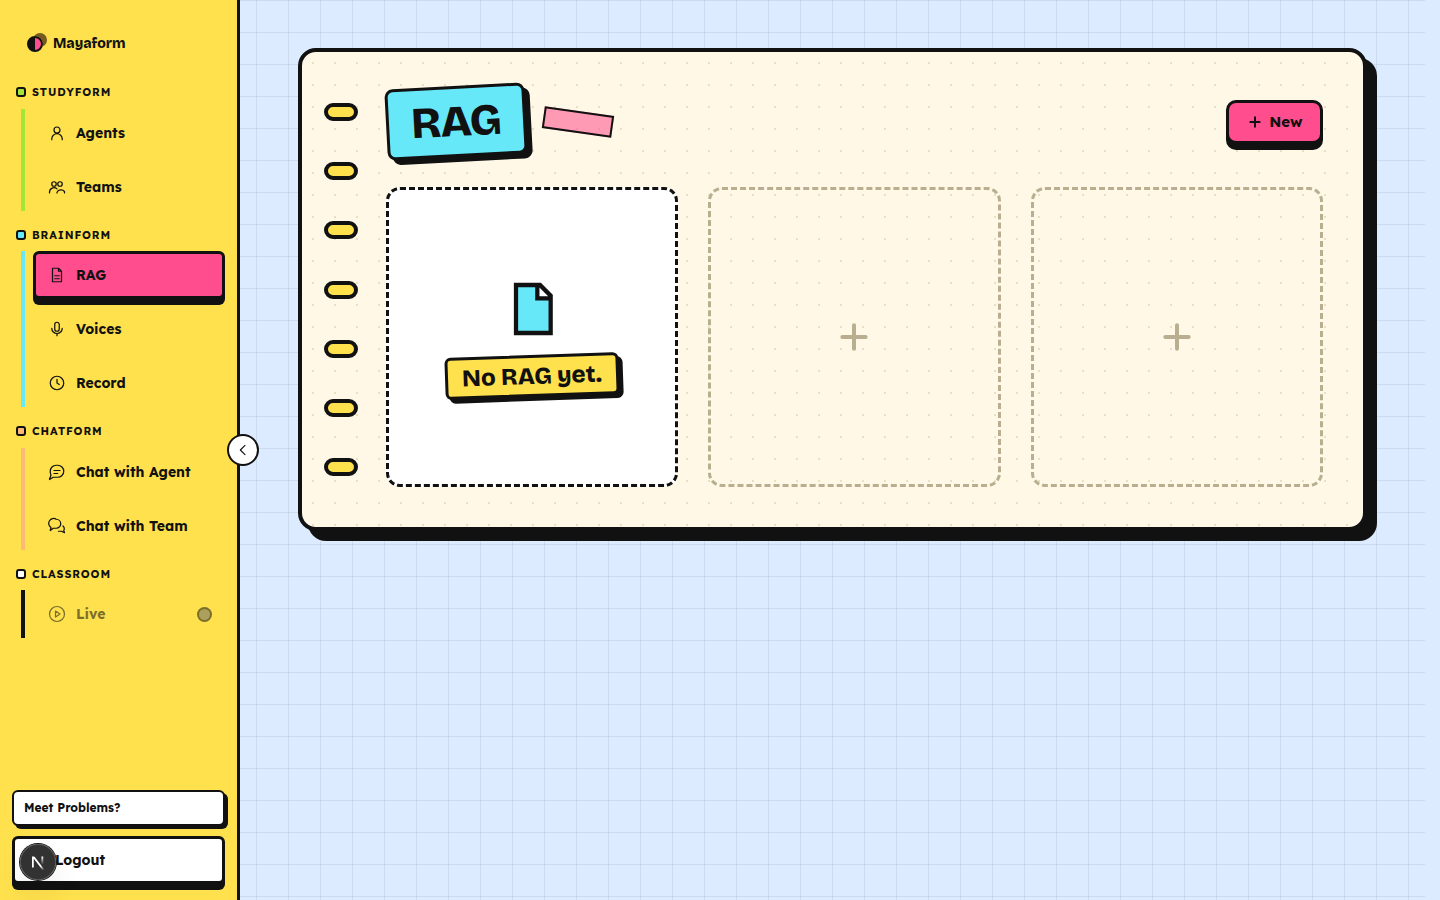 Mayaform
STUDYFORM
Agents
Teams
BRAINFORM
RAG
Voices
Record
CHATFORM
Chat with Agent
Chat with Team
CLASSROOM
Live
Meet Problems?
N
Logout
RAG
New
No RAG yet.